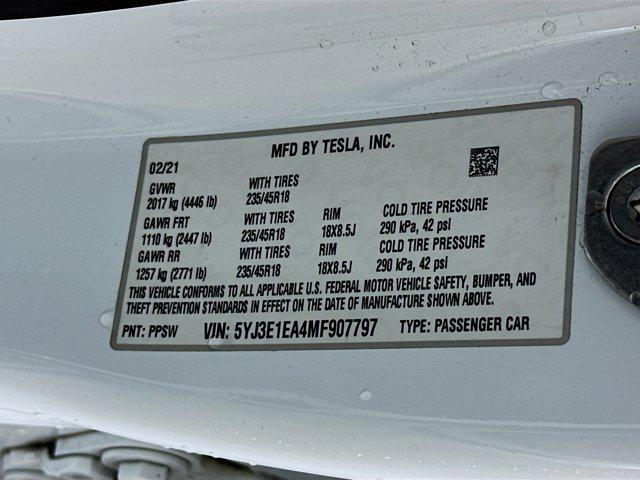 MFD BY TESLA, INC.
02/21
GVWR WITH TIRES
2017 kg (4446 lb) 235/45R18
GAWR FRT WITH TIRES RIM COLD TIRE PRESSURE
1110 kg (2447 lb) 235/45R18 18X8.5J 290 kPa, 42 psi
GAWR RR WITH TIRES RIM COLD TIRE PRESSURE
1257 kg (2771 lb) 235/45R18 18X8.5J 290 kPa, 42 psi
THIS VEHICLE CONFORMS TO ALL APPLICABLE U.S. FEDERAL MOTOR VEHICLE SAFETY, BUMPER, AND
THEFT PREVENTION STANDARDS IN EFFECT ON THE DATE OF MANUFACTURE SHOWN ABOVE.
PNT: PPSW VIN: 5YJ3E1EA4MF907797 TYPE: PASSENGER CAR